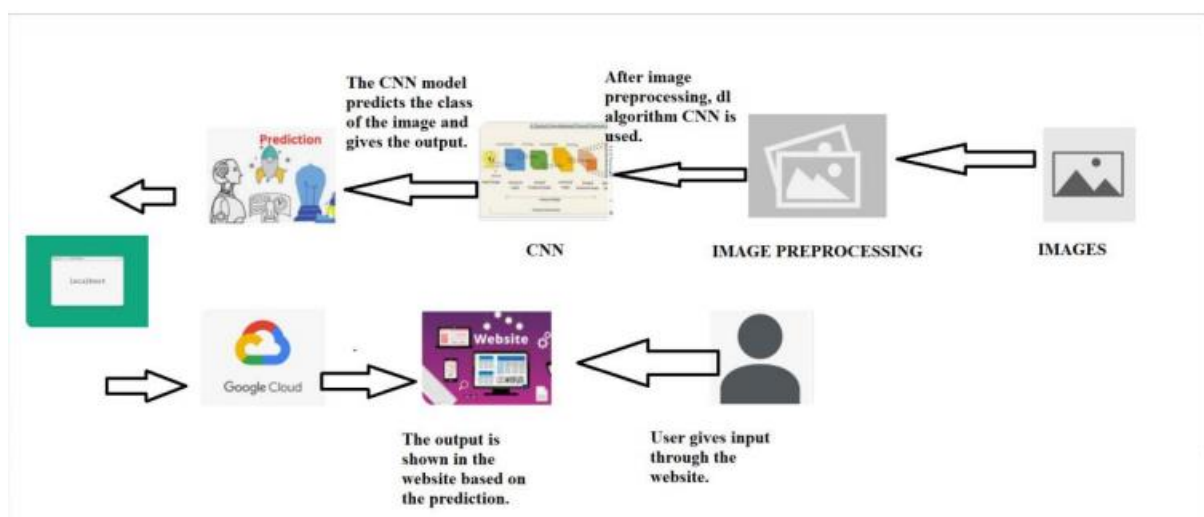 The CNN model
predicts the class
of the image and
gives the output.
After image
preprocessing, dl
algorithm CNN is
used.
Prediction
CNN
IMAGE PREPROCESSING
IMAGES
localhost
Google Cloud
Website
The output is
shown in the
website based on
the prediction.
User gives input
through the
website.